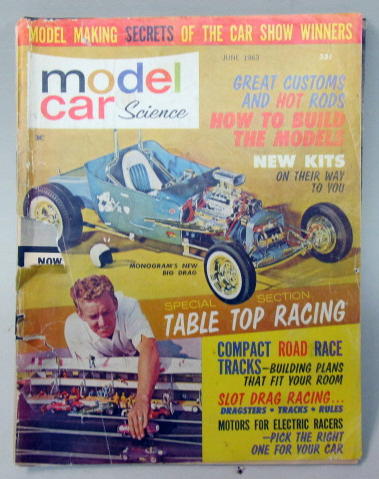 MODEL MAKING SECRETS OF THE CAR SHOW WINNERS
JUNE 1963
model
car
Science
GREAT CUSTOMS
AND HOT RODS
HOW TO BUILD
THE MODELS
NEW KITS
ON THEIR WAY
TO YOU
NOW
MONOGRAM'S NEW
BIG DRAG
SPECIAL SECTION
TABLE TOP RACING
COMPACT ROAD RACE
TRACKS—BUILDING PLANS
THAT FIT YOUR ROOM
SLOT DRAG RACING...
DRAGSTERS • TRACKS • RULES
MOTORS FOR ELECTRIC RACERS
—PICK THE RIGHT
ONE FOR YOUR CAR